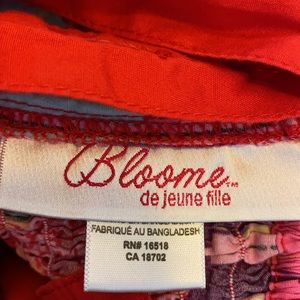 Bloome™
de jeune fille
FABRIQUÉ AU BANGLADESH
RN# 16518
CA 18702